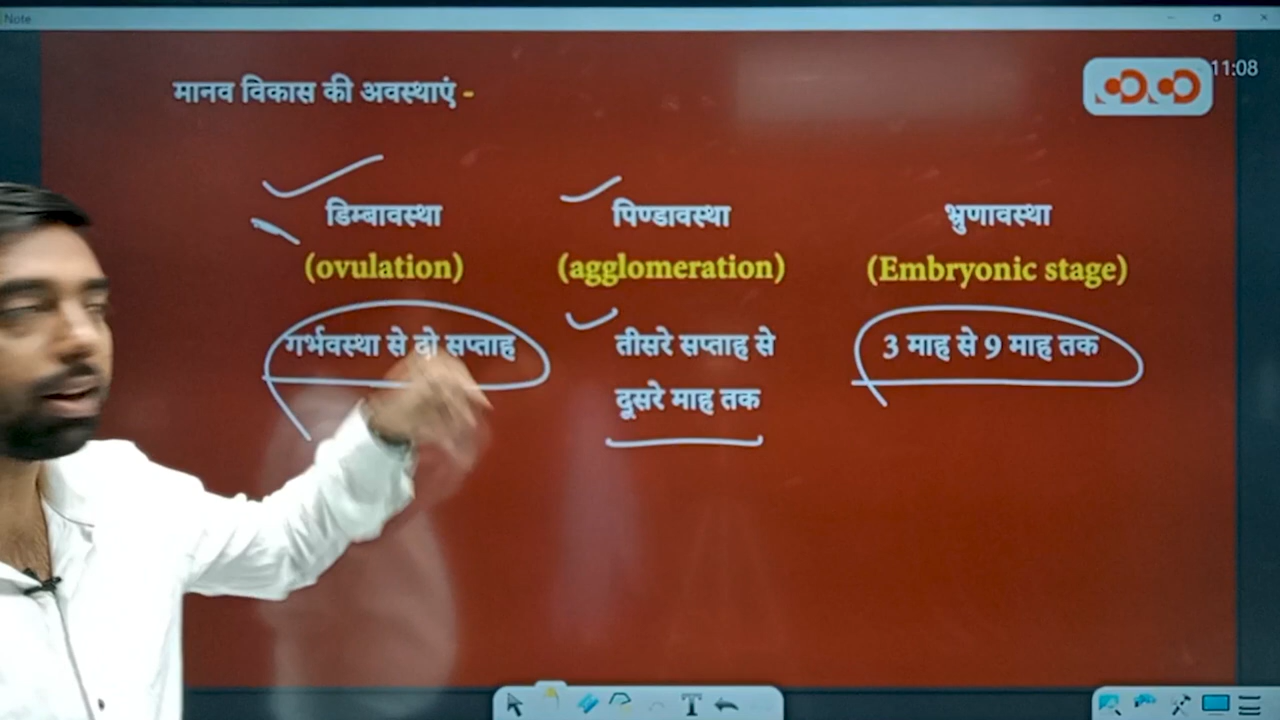 Note
11:08
मानव विकास की अवस्थाएं -
डिम्बावस्था
(ovulation)
गर्भवस्था से दो सप्ताह
पिण्डावस्था
(agglomeration)
तीसरे सप्ताह से
दूसरे माह तक
भ्रुणावस्था
(Embryonic stage)
3 माह से 9 माह तक
T